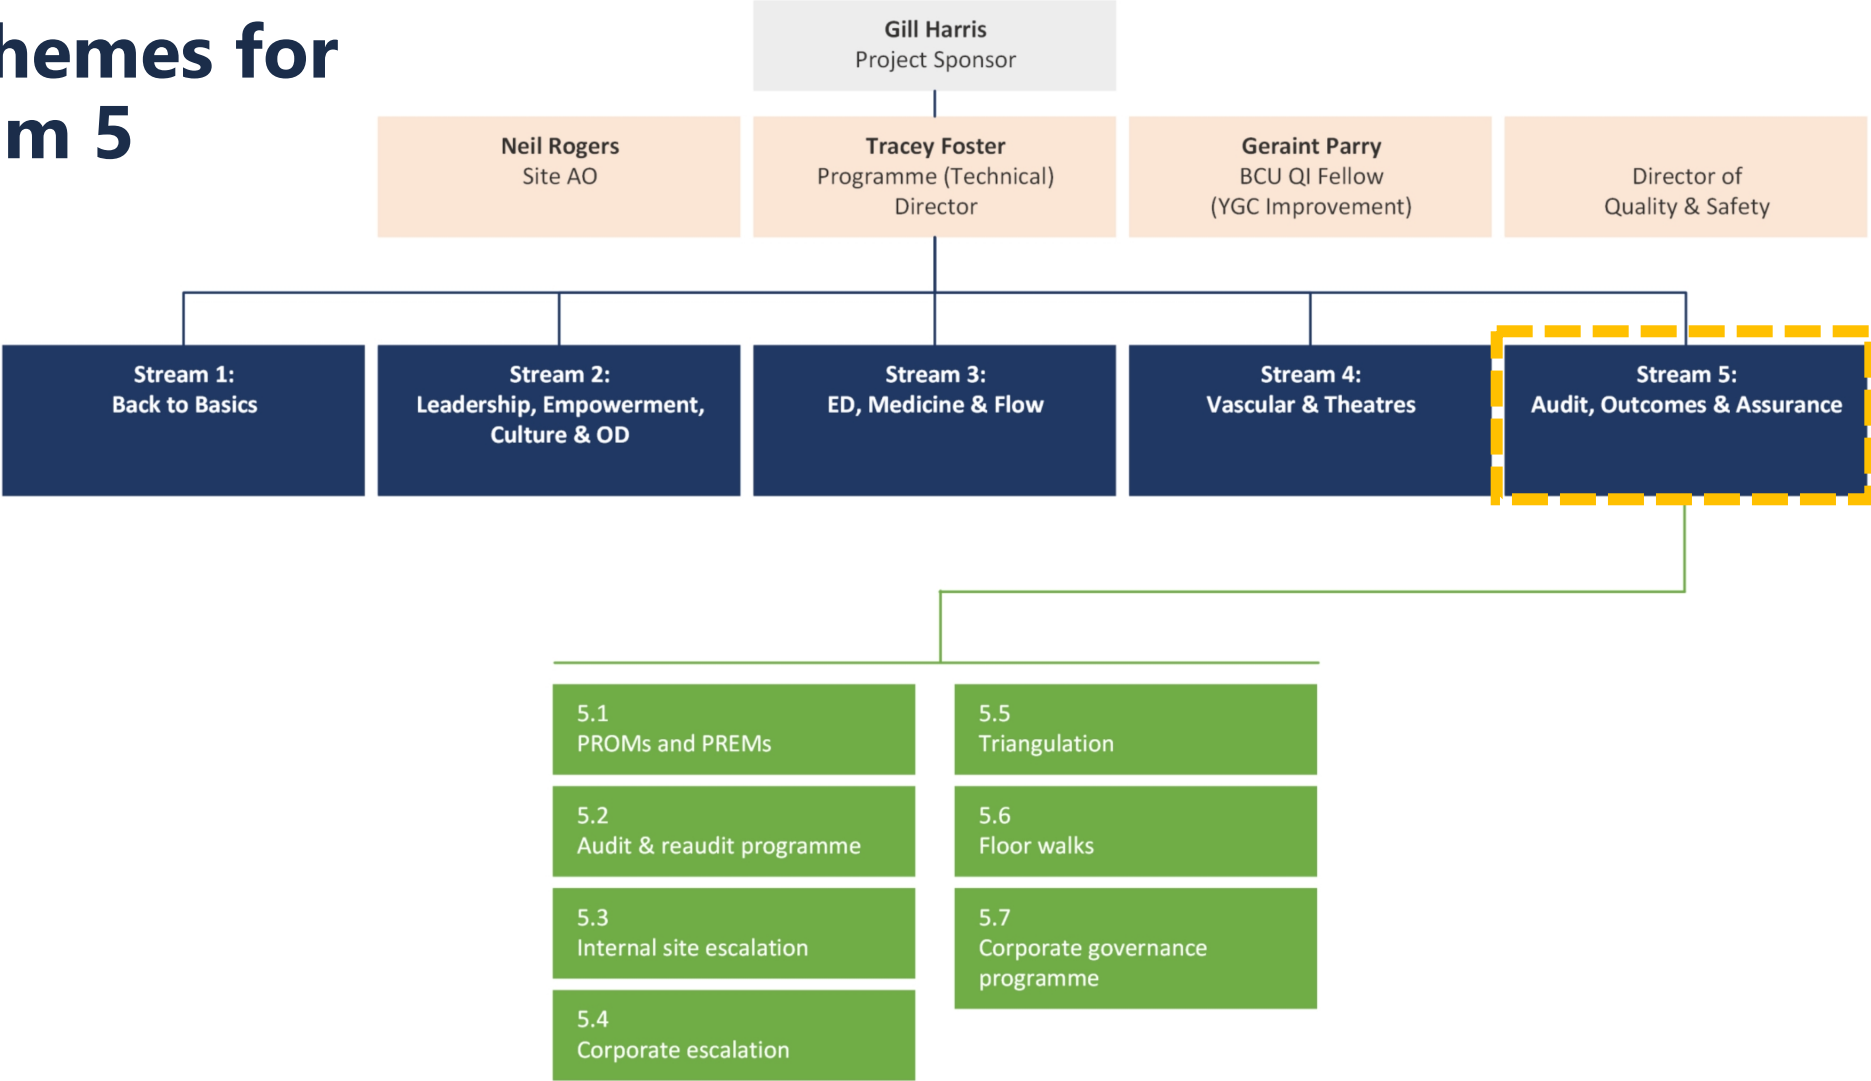 hemes for
m 5
Gill Harris
Project Sponsor
Neil Rogers
Site AO
Tracey Foster
Programme (Technical)
Director
Geraint Parry
BCU QI Fellow
(YGC Improvement)
Director of
Quality & Safety
Stream 1:
Back to Basics
Stream 2:
Leadership, Empowerment,
Culture & OD
Stream 3:
ED, Medicine & Flow
Stream 4:
Vascular & Theatres
Stream 5:
Audit, Outcomes & Assurance
5.1
PROMs and PREMs
5.2
Audit & reaudit programme
5.3
Internal site escalation
5.4
Corporate escalation
5.5
Triangulation
5.6
Floor walks
5.7
Corporate governance
programme